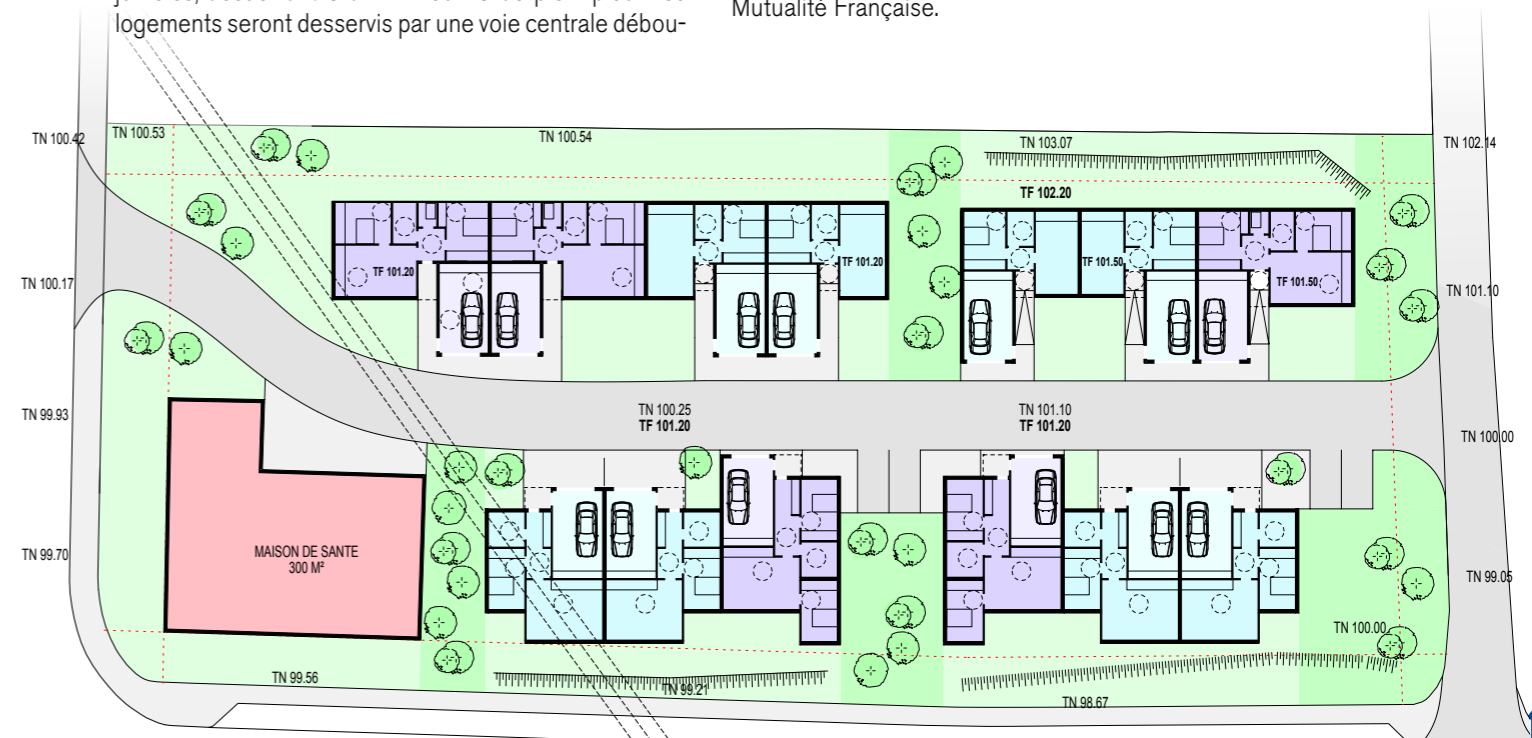 logements seront desservis par une voie centrale débou-
Mutualité Française.
TN 100.42
TN 100.53
TN 100.54
TN 103.07
TN 102.14
TF 102.20
TF 101.20
TF 101.20
TF 101.50
TF 101.50
TN 100.17
TN 101.10
TN 99.93
TN 100.25
TF 101.20
TN 101.10
TF 101.20
TN 100.00
TN 99.70
MAISON DE SANTE
300 M²
TN 99.05
TN 100.00
TN 99.56
TN 99.21
TN 98.67